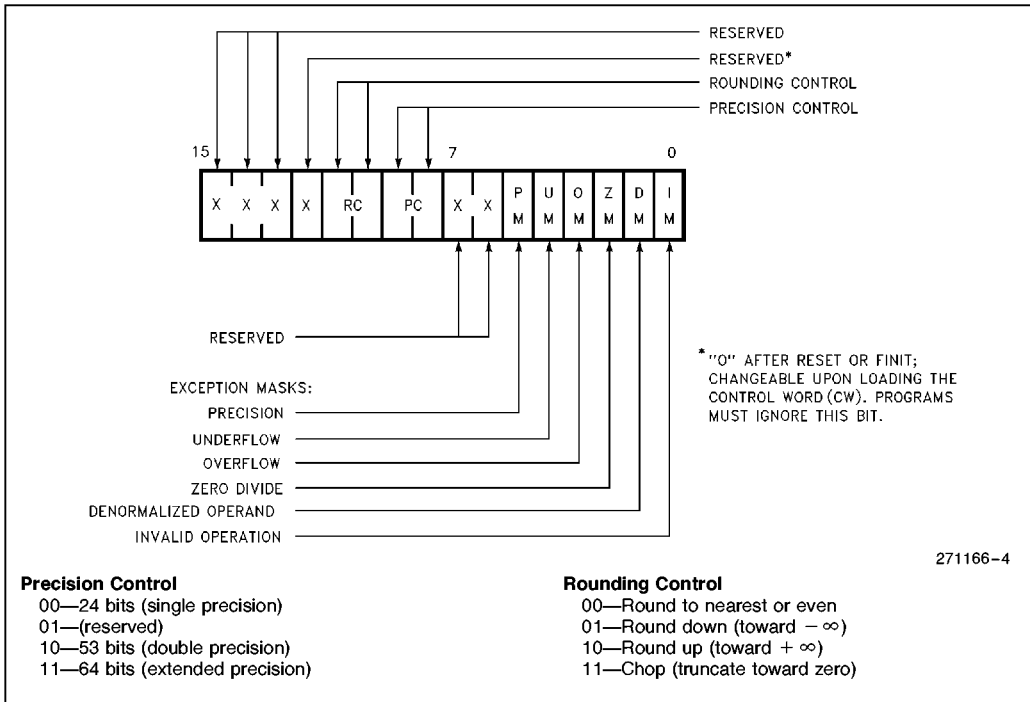 RESERVED
RESERVED*
ROUNDING CONTROL
PRECISION CONTROL
15 7 0
X X X X RC PC X X P M U M O M Z M D M I M
RESERVED
EXCEPTION MASKS:
PRECISION
UNDERFLOW
OVERFLOW
ZERO DIVIDE
DENORMALIZED OPERAND
INVALID OPERATION
*"0" AFTER RESET OR FINIT;
CHANGEABLE UPON LOADING THE
CONTROL WORD (CW). PROGRAMS
MUST IGNORE THIS BIT.
271166–4
Precision Control
00—24 bits (single precision)
01—(reserved)
10—53 bits (double precision)
11—64 bits (extended precision)
Rounding Control
00—Round to nearest or even
01—Round down (toward − ∞)
10—Round up (toward + ∞)
11—Chop (truncate toward zero)